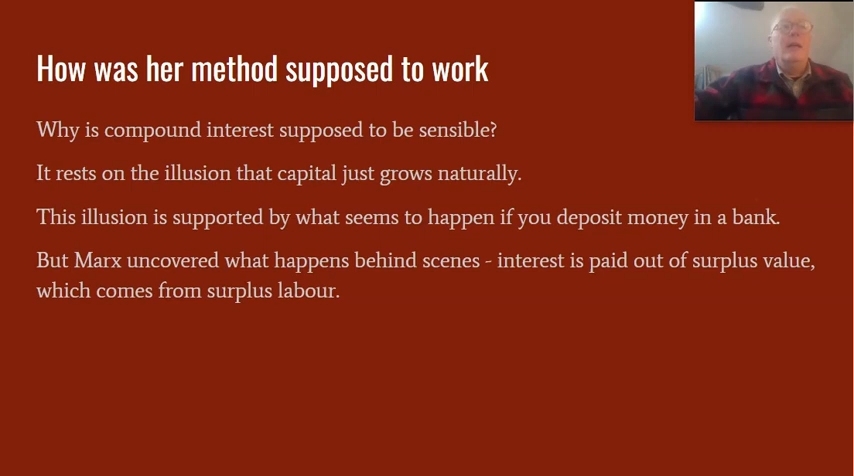 How was her method supposed to work
Why is compound interest supposed to be sensible?
It rests on the illusion that capital just grows naturally.
This illusion is supported by what seems to happen if you deposit money in a bank.
But Marx uncovered what happens behind scenes - interest is paid out of surplus value,
which comes from surplus labour.